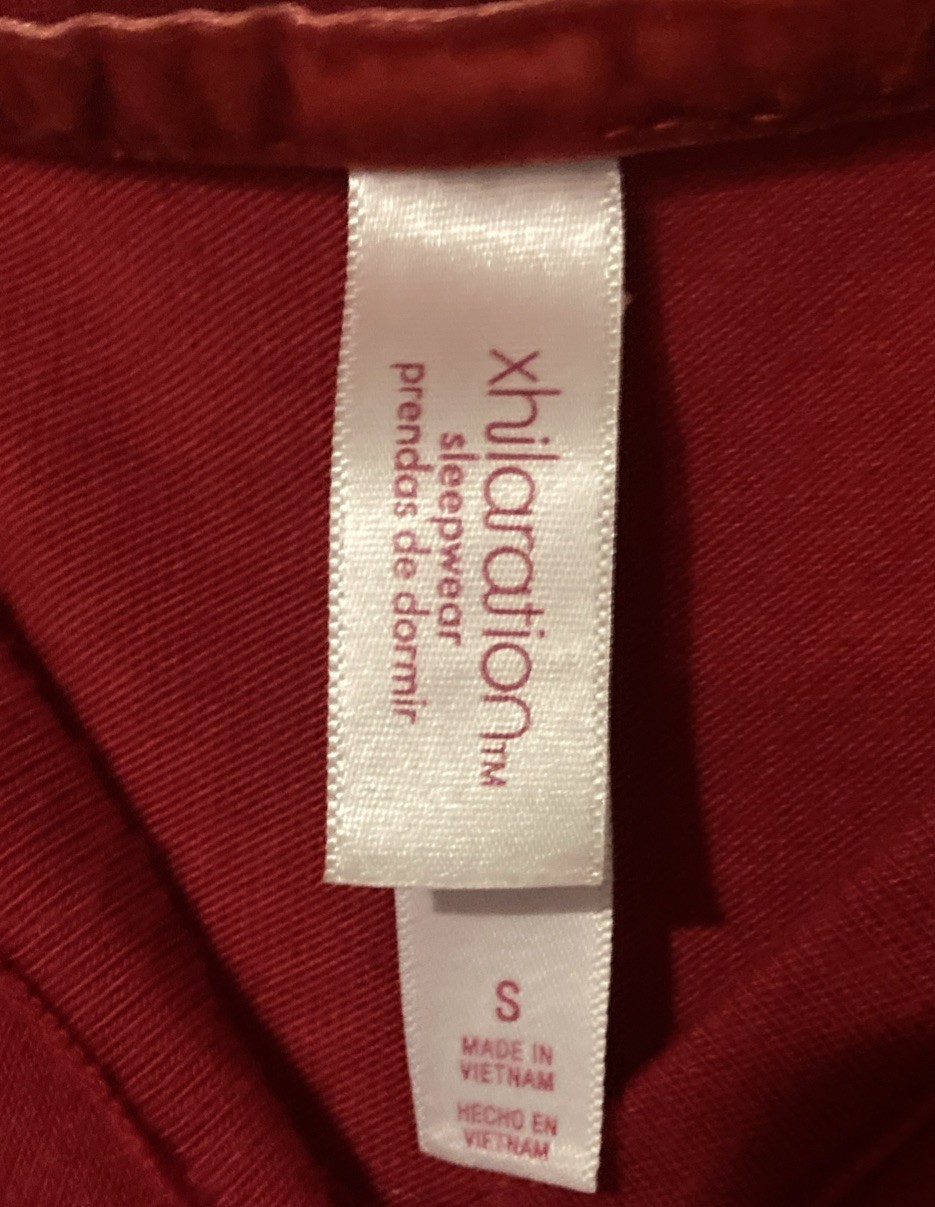 xhilaration™
sleepwear
prendas de dormir
S
MADE IN
VIETNAM
HECHO EN
VIETNAM